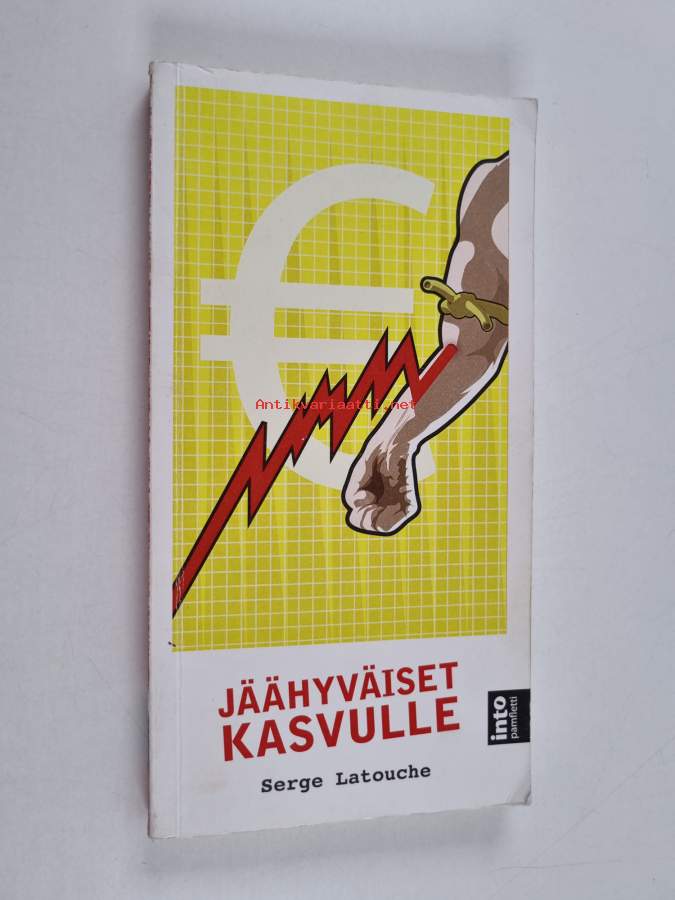 €
Antikvariaatti.net
JÄÄHYVÄISET
KASVULLE
Serge Latouche
into
pamfletti